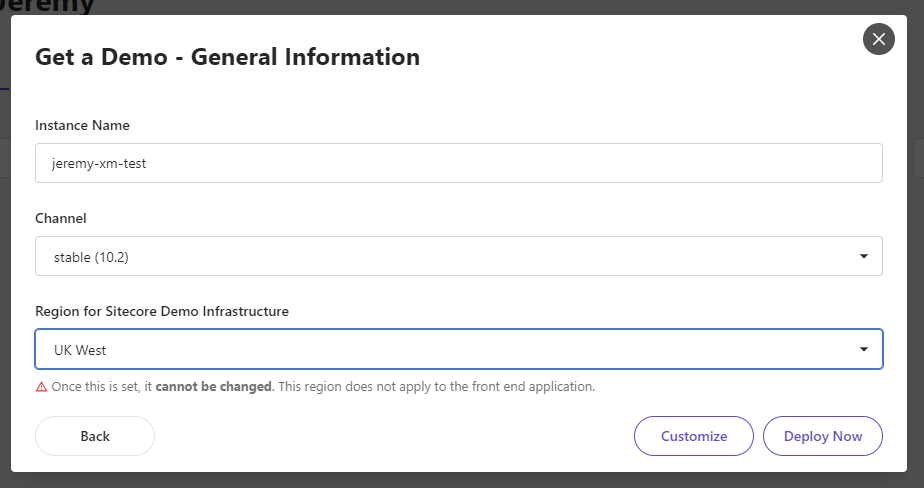 Jeremy
Get a Demo - General Information
Instance Name
jeremy-xm-test
Channel
stable (10.2)
Region for Sitecore Demo Infrastructure
UK West
Once this is set, it cannot be changed. This region does not apply to the front end application.
Back
Customize
Deploy Now